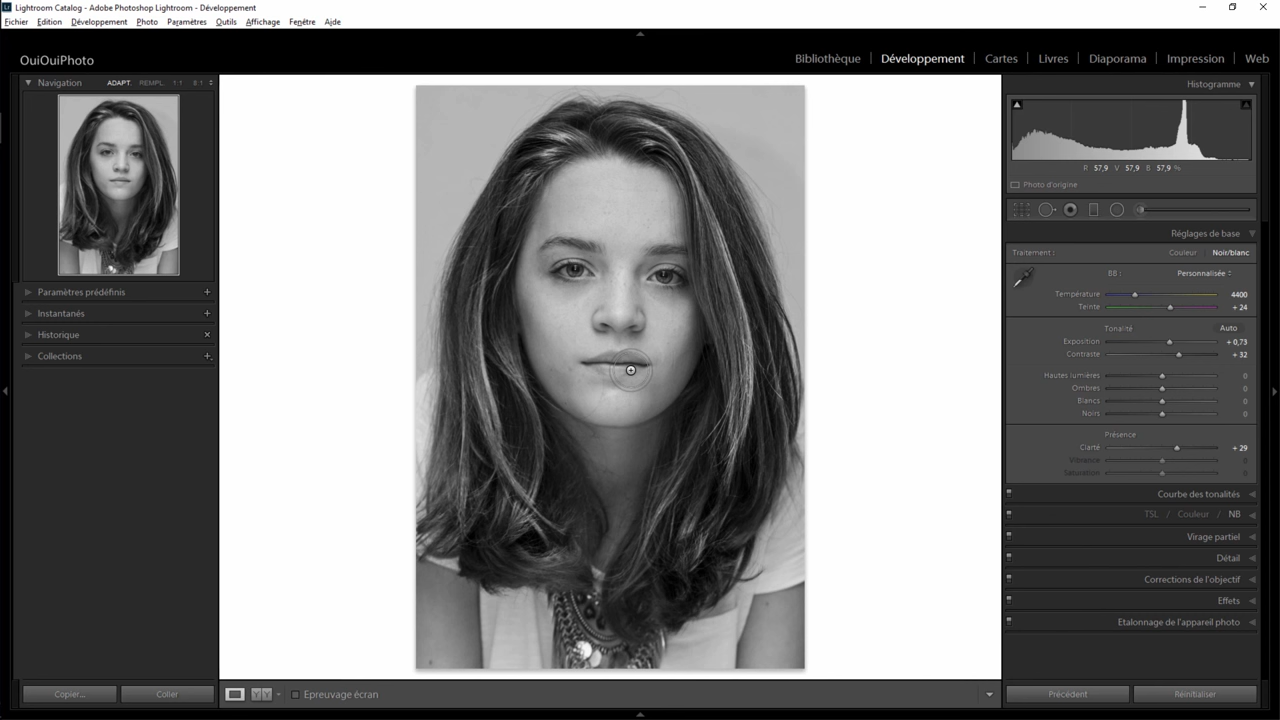 Lightroom Catalog - Adobe Photoshop Lightroom - Développement
Fichier Edition Développement Photo Paramètres Outils Affichage Fenêtre Aide
OuiOuiPhoto
Bibliothèque | Développement | Cartes | Livres | Diaporama | Impression | Web
Navigation ADAPT. REMPL. 1:1 8:1
Paramètres prédéfinis +
Instantanés +
Historique ×
Collections +
Copier... Coller
Epreuvage écran
Histogramme
R 57,9 V 57,9 B 57,9 %
Photo d'origine
Réglages de base
Traitement : Couleur Noir/blanc
BB : Personnalisée
Température 4400
Teinte + 24
Tonalité Auto
Exposition + 0,73
Contraste + 32
Hautes lumières 0
Ombres 0
Blancs 0
Noirs 0
Présence
Clarté + 29
Vibrance 0
Saturation 0
Courbe des tonalités
TSL / Couleur / NB
Virage partiel
Détail
Corrections de l'objectif
Effets
Etalonnage de l'appareil photo
Précédent Réinitialiser